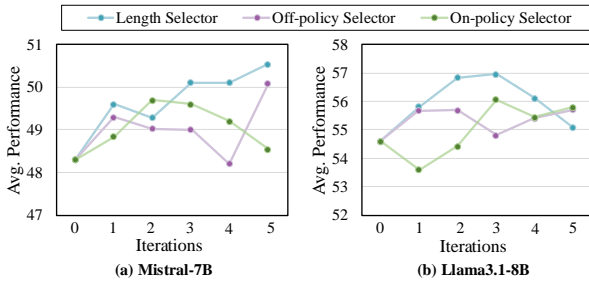 Length Selector Off-policy Selector On-policy Selector
51
50
49
48
47
Avg. Performance
0 1 2 3 4 5
Iterations
(a) Mistral-7B
58
57
56
55
54
53
52
Avg. Performance
0 1 2 3 4 5
Iterations
(b) Llama3.1-8B